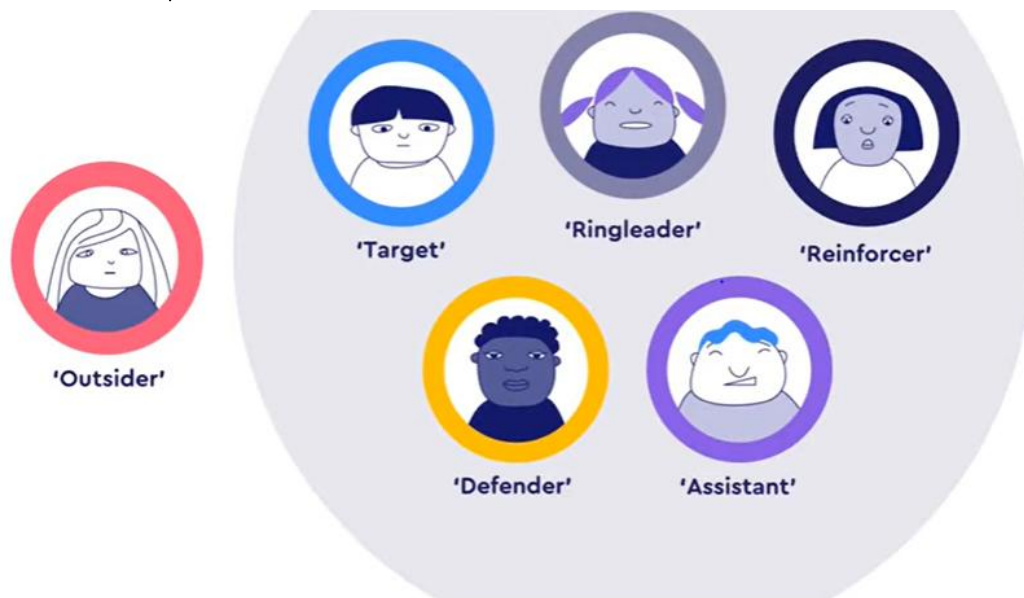 ‘Target’
‘Ringleader’
‘Reinforcer’
‘Outsider’
‘Defender’
‘Assistant’